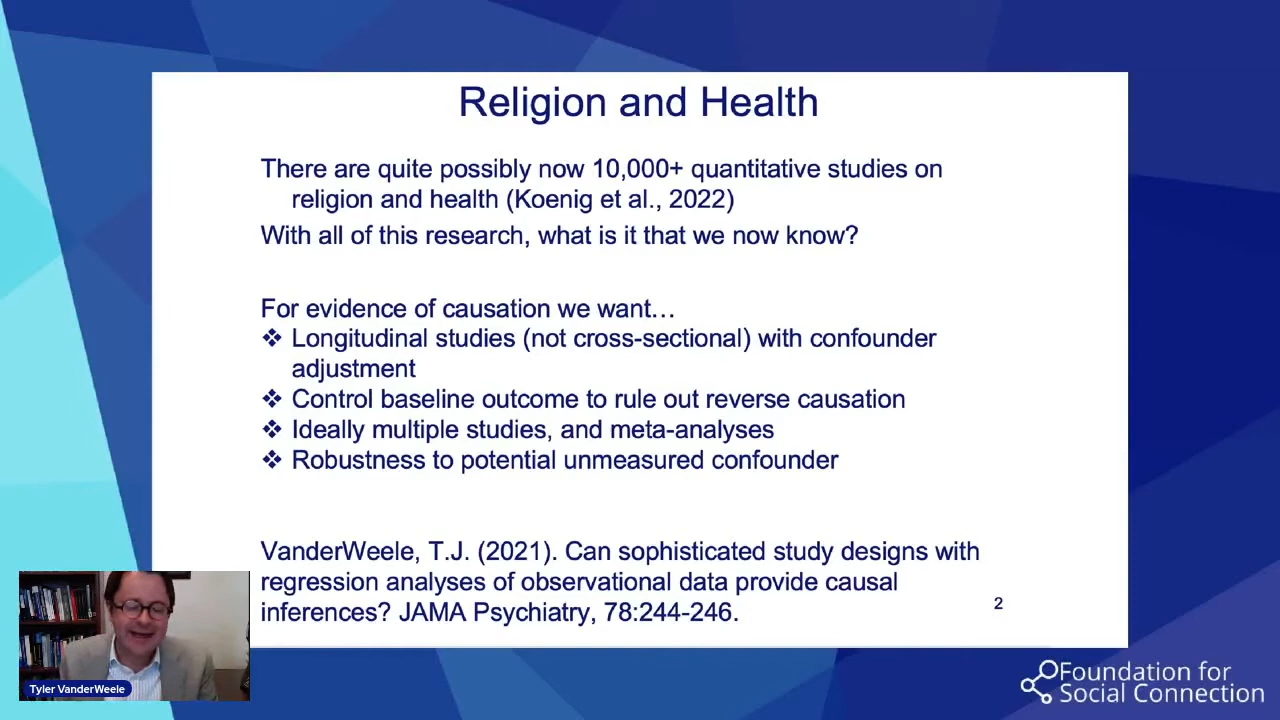 Religion and Health
There are quite possibly now 10,000+ quantitative studies on
religion and health (Koenig et al., 2022)
With all of this research, what is it that we now know?
For evidence of causation we want…
❖ Longitudinal studies (not cross-sectional) with confounder
adjustment
❖ Control baseline outcome to rule out reverse causation
❖ Ideally multiple studies, and meta-analyses
❖ Robustness to potential unmeasured confounder
VanderWeele, T.J. (2021). Can sophisticated study designs with
regression analyses of observational data provide causal
inferences? JAMA Psychiatry, 78:244-246.
2
Tyler VanderWeele
Foundation for
Social Connection